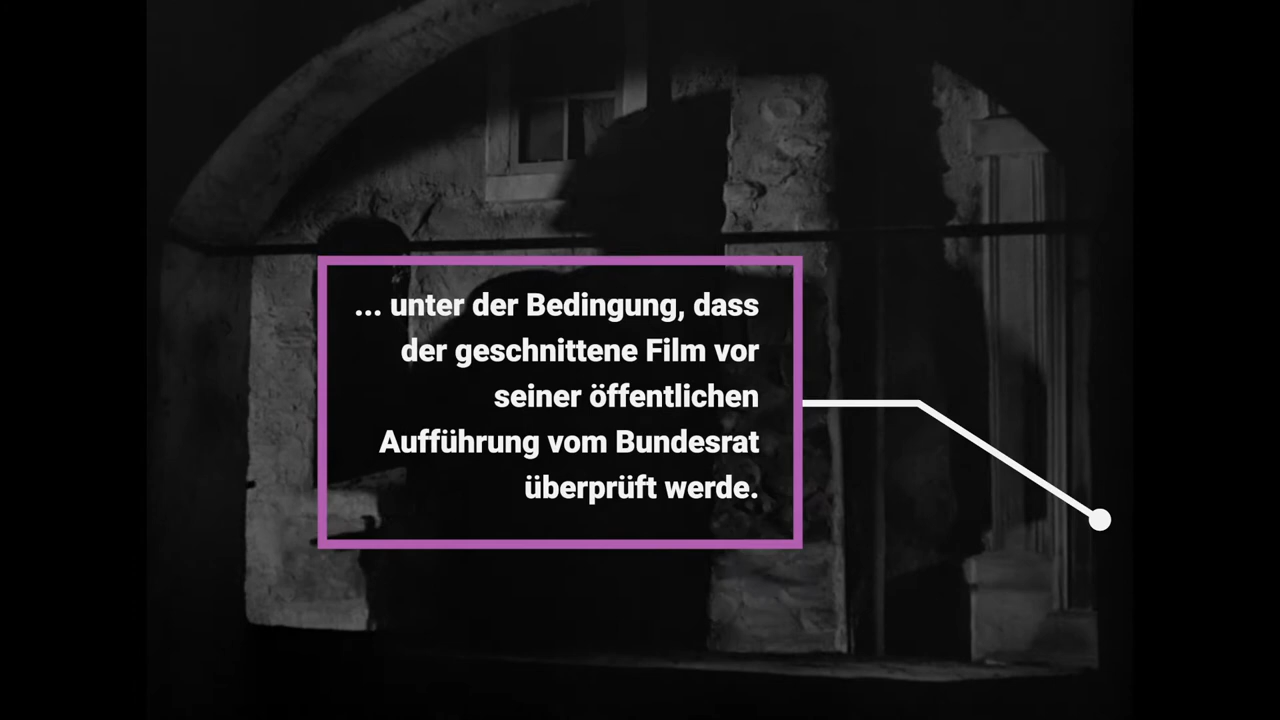 ... unter der Bedingung, dass
der geschnittene Film vor
seiner öffentlichen
Aufführung vom Bundesrat
überprüft werde.